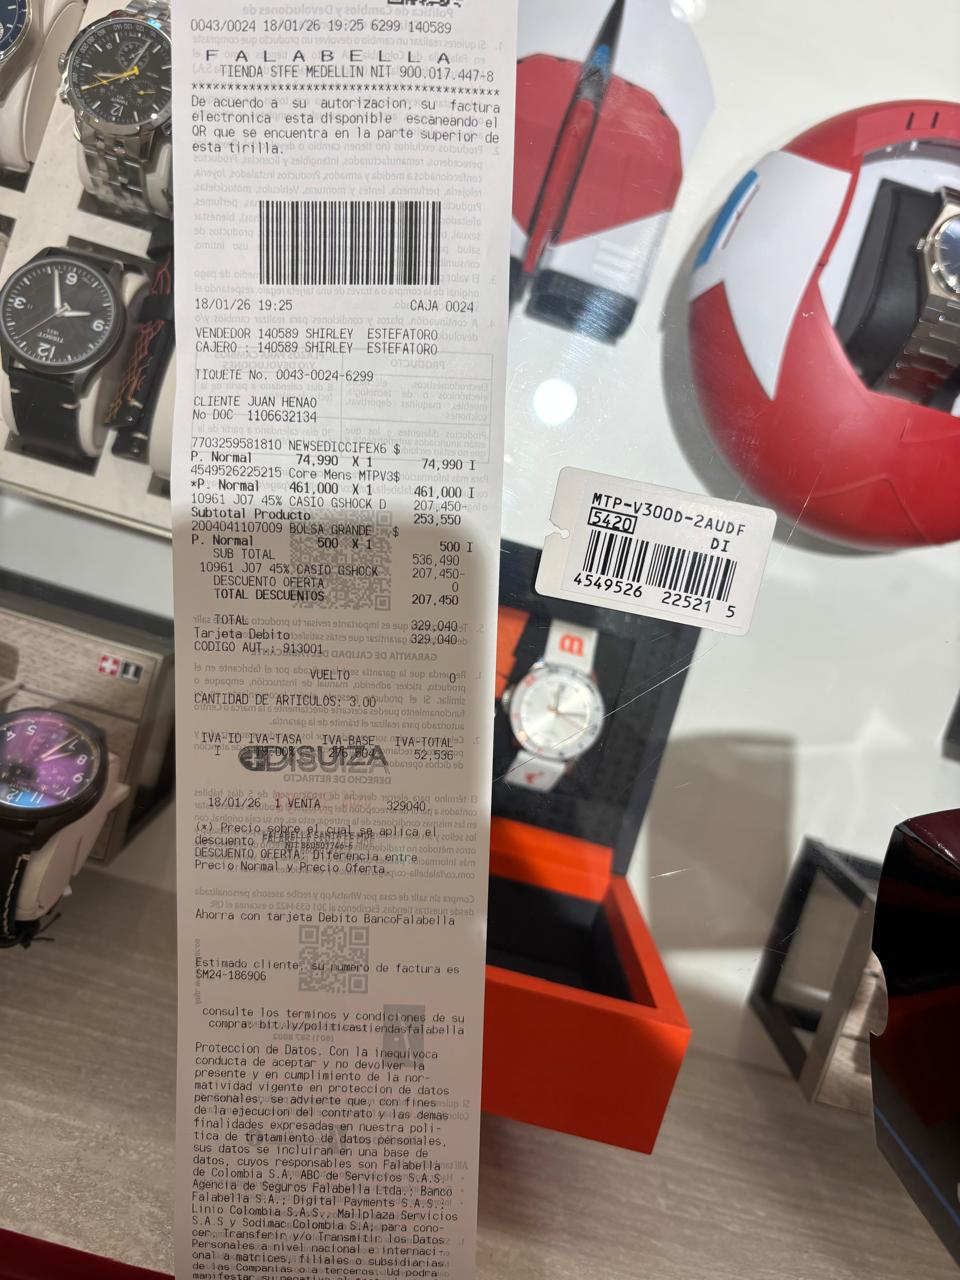 0043/0024 18/01/26 19:25 6299 140589
FALABELLA
TIENDA STFE MEDELLIN NIT 900.017.447-8
****************************************
De acuerdo a su autorizacion, su factura
electronica esta disponible escaneando el
QR que se encuentra en la parte superior de
esta tirilla.
18/01/26 19:25 CAJA 0024
VENDEDOR 140589 SHIRLEY ESTEFATORO
CAJERO : 140589 SHIRLEY ESTEFATORO
TIQUETE No. 0043-0024-6299
CLIENTE JUAN HENAO
No DOC 1106632134
7703259581810 NEWSEDICCIFEX6 $
P. Normal 74,990 X 1 74,990 I
4549526225215 Core Mens MTPV3$
*P. Normal 461,000 X 1 461,000 I
10961 J07 45% CASIO GSHOCK D 207,450-
Subtotal Producto 253,550
2004041107009 BOLSA GRANDE $
P. Normal 500 X 1 500 I
SUB TOTAL 536,490
10961 J07 45% CASIO GSHOCK 207,450-
DESCUENTO OFERTA 0
TOTAL DESCUENTOS 207,450
TOTAL 329,040
Tarjeta Debito 329,040
CODIGO AUT.: 913001
VUELTO 0
CANTIDAD DE ARTICULOS: 3.00
IVA-ID IVA-TASA IVA-BASE IVA-TOTAL
I 19.00% 276,504 52,536
18/01/26 1 VENTA 329040
(*) Precio sobre el cual se aplica el
descuento
DESCUENTO OFERTA: Diferencia entre
Precio Normal y Precio Oferta.
Ahorra con tarjeta Debito BancoFalabella
Estimado cliente, su numero de factura es
SM24-186906
consulte los terminos y condiciones de su
compra: bit.ly/politicastiendasfalabella
Proteccion de Datos. Con la inequivoca
conducta de aceptar y no devolver la
presente y en cumplimiento de la nor-
matividad vigente en proteccion de datos
personales, se advierte que, con fines
de la ejecucion del contrato y las demas
finalidades expresadas en nuestra poli-
tica de tratamiento de datos personales,
sus datos se incluiran en una base de
datos, cuyos responsables son Falabella
de Colombia S.A, ABC de Servicios S.A.S
Agencia de Seguros Falabella Ltda.; Banco
Falabella S.A.; Digital Payments S.A.S.;
Linio Colombia S.A.S., Mallplaza Servicios
S.A.S y Sodimac Colombia S.A; para cono-
cer, Transferir y/o Transmitir los Datos
Personales a nivel nacional e internaci-
onal a matrices, filiales o subsidiarias
de las Companias o a terceros. Ud podra
MTP-V300D-2AUDF
5420 DI
4549526 22521 5
TISSOT